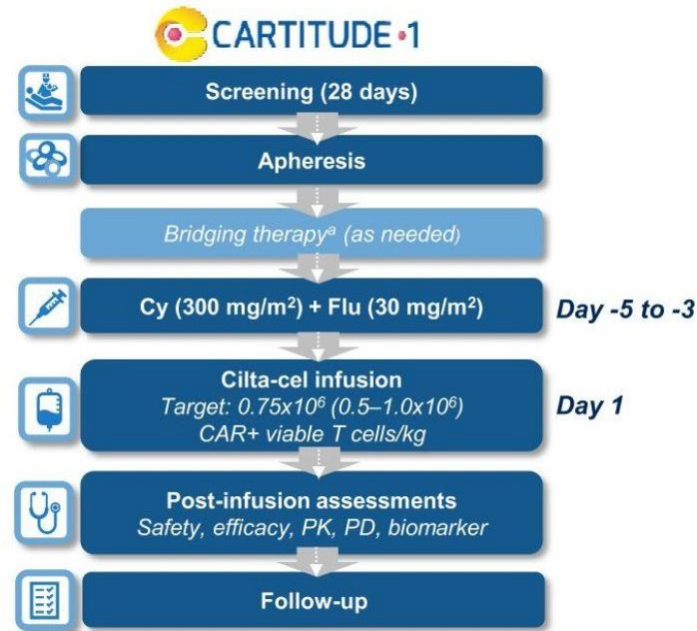 CARTITUDE•1
Screening (28 days)
Apheresis
Bridging therapyᵃ (as needed)
Cy (300 mg/m²) + Flu (30 mg/m²)
Day -5 to -3
Cilta-cel infusion
Target: 0.75x10⁶ (0.5–1.0x10⁶)
CAR+ viable T cells/kg
Day 1
Post-infusion assessments
Safety, efficacy, PK, PD, biomarker
Follow-up